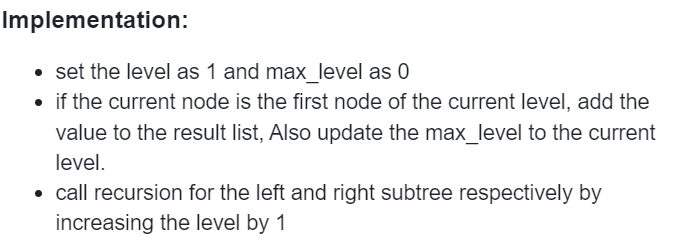 Implementation:
• set the level as 1 and max_level as 0
• if the current node is the first node of the current level, add the
value to the result list, Also update the max_level to the current
level.
• call recursion for the left and right subtree respectively by
increasing the level by 1